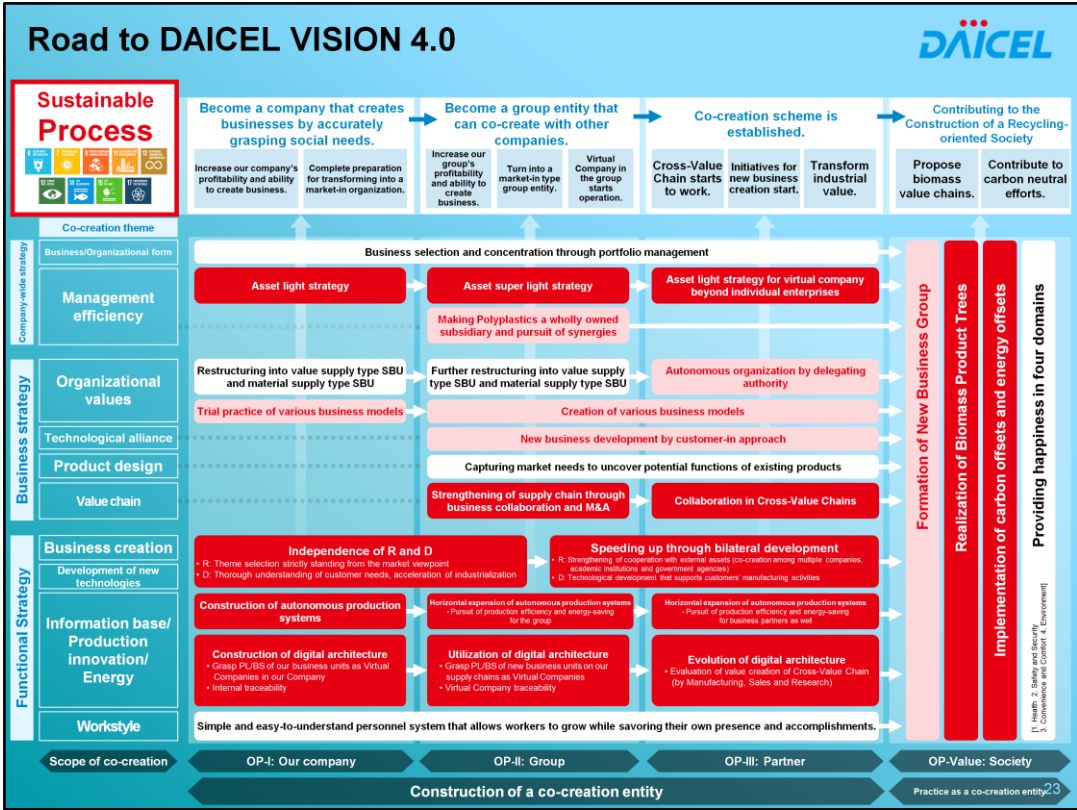 Road to DAICEL VISION 4.0
DAICEL
Sustainable
Process
Become a company that creates
businesses by accurately
grasping social needs.
Increase our company's
profitability and ability
to create business.
Complete preparation
for transforming into a
market-in organization.
Become a group entity that
can co-create with other
companies.
Increase our
group's
profitability
and ability to
create
business.
Turn into a
market-in type
group entity.
Virtual
Company in
the group
starts
operation.
Co-creation scheme is
established.
Cross-Value
Chain starts
to work.
Initiatives for
new business
creation start.
Transform
industrial
value.
Contributing to the
Construction of a Recycling-
oriented Society
Propose
biomass
value chains.
Contribute to
carbon neutral
efforts.
Co-creation theme
Company-wide strategy
Business/Organizational form
Business selection and concentration through portfolio management
Management
efficiency
Asset light strategy
Asset super light strategy
Asset light strategy for virtual company
beyond individual enterprises
Making Polyplastics a wholly owned
subsidiary and pursuit of synergies
Business strategy
Organizational
values
Restructuring into value supply type SBU
and material supply type SBU
Further restructuring into value supply
type SBU and material supply type SBU
Autonomous organization by delegating
authority
Trial practice of various business models
Creation of various business models
Technological alliance
New business development by customer-in approach
Product design
Capturing market needs to uncover potential functions of existing products
Value chain
Strengthening of supply chain through
business collaboration and M&A
Collaboration in Cross-Value Chains
Functional Strategy
Business creation
Development of new
technologies
Independence of R and D
• R: Theme selection strictly standing from the market viewpoint
• D: Thorough understanding of customer needs, acceleration of industrialization
Speeding up through bilateral development
• R: Strengthening of cooperation with external assets (co-creation among multiple companies,
academic institutions and government agencies)
• D: Technological development that supports customers' manufacturing activities
Information base/
Production
innovation/
Energy
Construction of autonomous production
systems
Horizontal expansion of autonomous production systems
• Pursuit of production efficiency and energy-saving
for the group
Horizontal expansion of autonomous production systems
• Pursuit of production efficiency and energy-saving
for business partners as well
Construction of digital architecture
• Grasp PL/BS of our business units as Virtual
Companies in our Company
• Internal traceability
Utilization of digital architecture
• Grasp PL/BS of new business units on our
supply chains as Virtual Companies
• Virtual Company traceability
Evolution of digital architecture
• Evaluation of value creation of Cross-Value Chain
(by Manufacturing, Sales and Research)
Workstyle
Simple and easy-to-understand personnel system that allows workers to grow while savoring their own presence and accomplishments.
Formation of New Business Group
Realization of Biomass Product Trees
Implementation of carbon offsets and energy offsets
Providing happiness in four domains
[1. Health 2. Safety and Security
3. Convenience and Comfort 4. Environment]
Scope of co-creation
OP-I: Our company
OP-II: Group
OP-III: Partner
OP-Value: Society
Construction of a co-creation entity
Practice as a co-creation entity
23